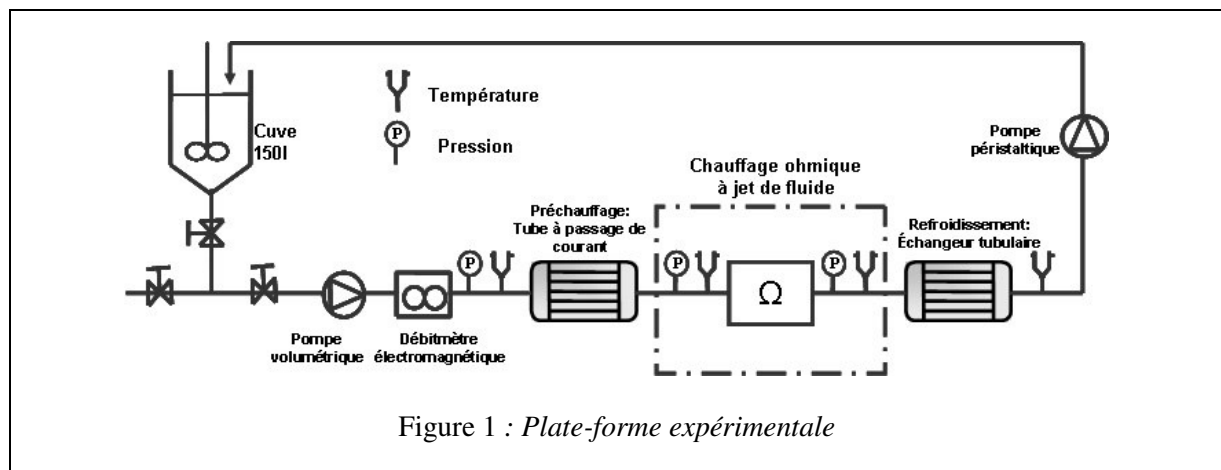 Cuve
150l
Température
P
Pression
Pompe
péristaltique
Chauffage ohmique
à jet de fluide
Préchauffage:
Tube à passage de
courant
Refroidissement:
Échangeur tubulaire
P
P
P
Ω
Pompe
volumétrique
Débitmètre
électromagnétique
Figure 1 : Plate-forme expérimentale